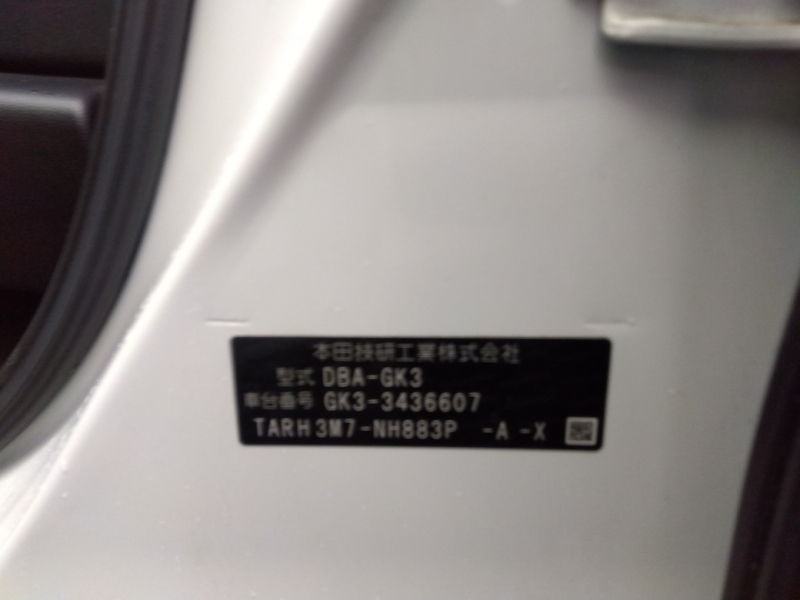 本田技研工業株式会社
型式 DBA-GK3
車台番号 GK3-3436607
TARH3M7-NH883P -A -X